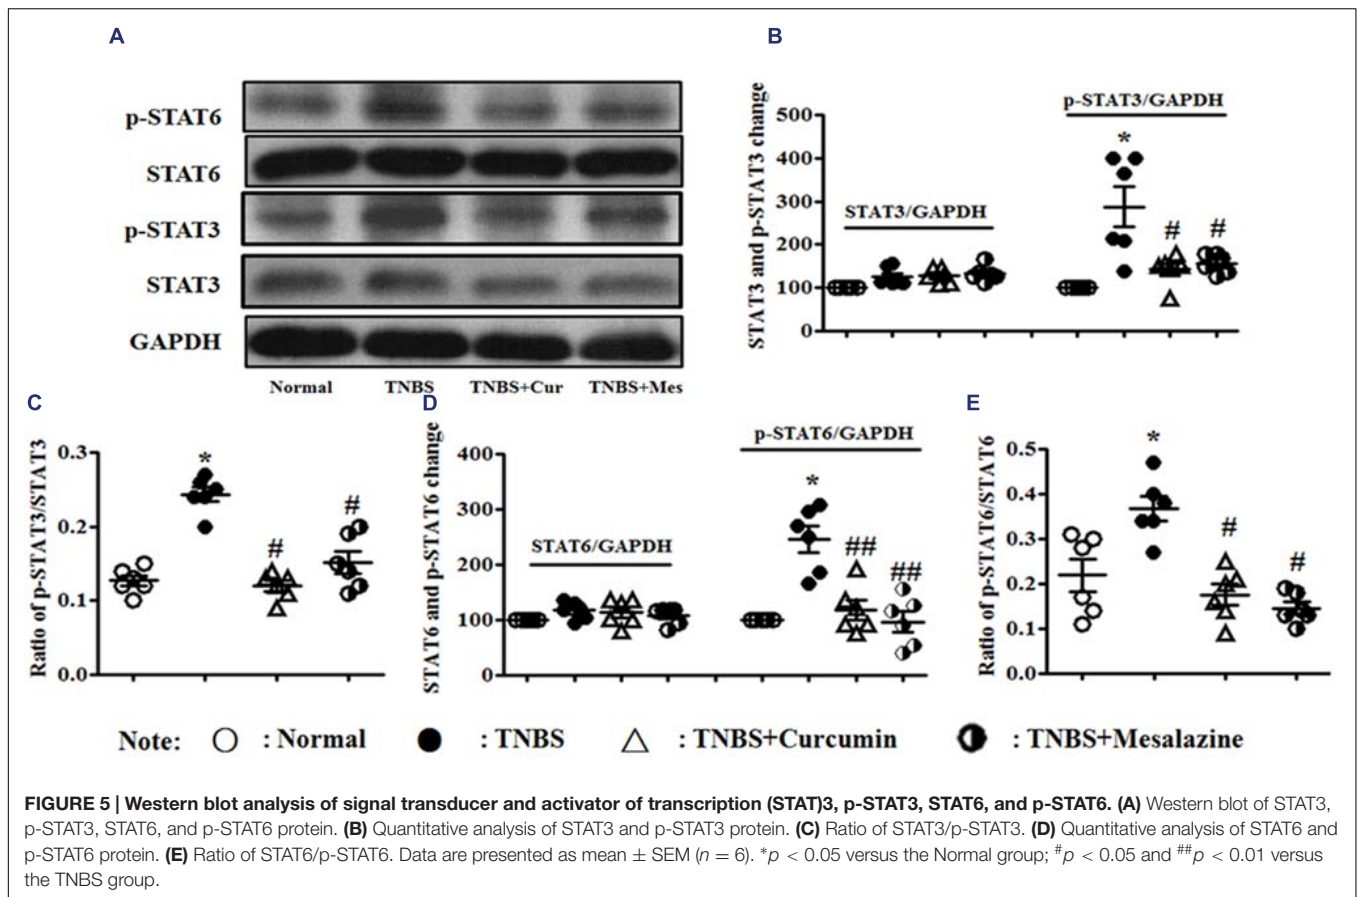 A
p-STAT6
STAT6
p-STAT3
STAT3
GAPDH
Normal TNBS TNBS+Cur TNBS+Mes
B
STAT3 and p-STAT3 change
500
400
300
200
100
0
STAT3/GAPDH
p-STAT3/GAPDH
*
# #
C
Ratio of p-STAT3/STAT3
0.3
0.2
0.1
0.0
*
#
#
D
STAT6 and p-STAT6 change
400
300
200
100
0
STAT6/GAPDH
p-STAT6/GAPDH
*
##
##
E
Ratio of p-STAT6/STAT6
0.5
0.4
0.3
0.2
0.1
0.0
*
#
#
Note: : Normal : TNBS : TNBS+Curcumin : TNBS+Mesalazine
FIGURE 5 | Western blot analysis of signal transducer and activator of transcription (STAT)3, p-STAT3, STAT6, and p-STAT6. (A) Western blot of STAT3,
p-STAT3, STAT6, and p-STAT6 protein. (B) Quantitative analysis of STAT3 and p-STAT3 protein. (C) Ratio of STAT3/p-STAT3. (D) Quantitative analysis of STAT6 and
p-STAT6 protein. (E) Ratio of STAT6/p-STAT6. Data are presented as mean ± SEM (n = 6). *p < 0.05 versus the Normal group; #p < 0.05 and ##p < 0.01 versus
the TNBS group.